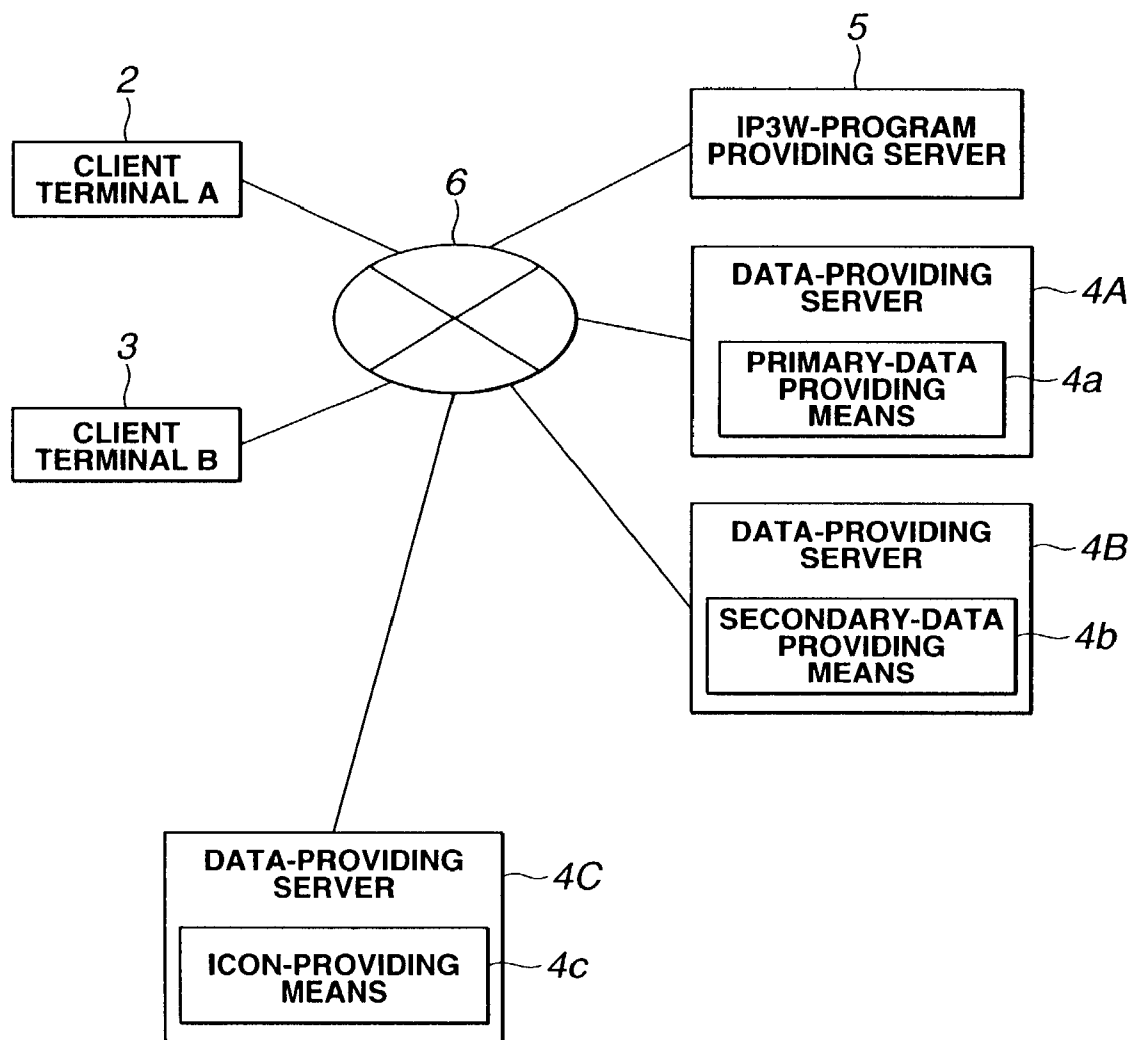 5
IP3W-PROGRAM
PROVIDING SERVER
2
CLIENT
TERMINAL A
6
DATA-PROVIDING
SERVER
4A
PRIMARY-DATA
PROVIDING
MEANS
4a
3
CLIENT
TERMINAL B
DATA-PROVIDING
SERVER
4B
SECONDARY-DATA
PROVIDING
MEANS
4b
DATA-PROVIDING
SERVER
4C
ICON-PROVIDING
MEANS
4c